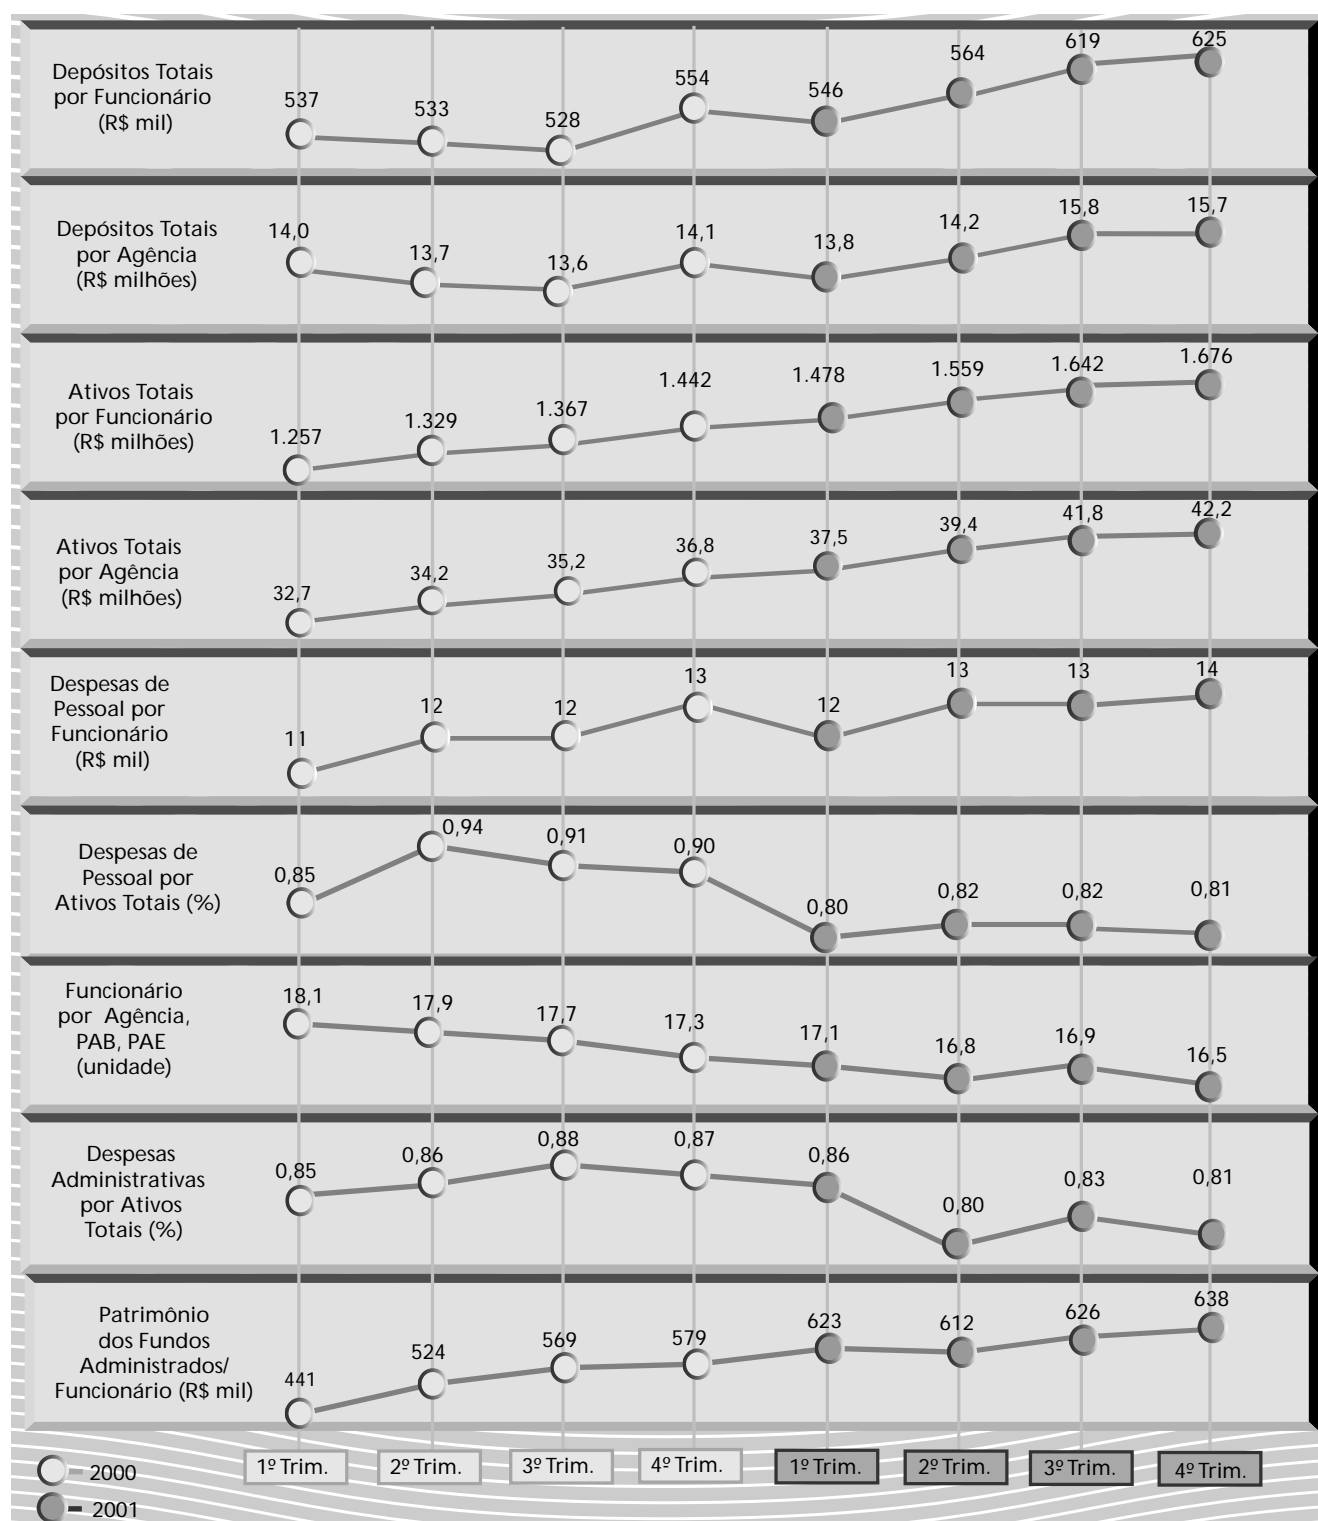 Depósitos Totais
por Funcionário
(R$ mil)
537 533 528 554 546 564 619 625
Depósitos Totais
por Agência
(R$ milhões)
14,0 13,7 13,6 14,1 13,8 14,2 15,8 15,7
Ativos Totais
por Funcionário
(R$ milhões)
1.257 1.329 1.367 1.442 1.478 1.559 1.642 1.676
Ativos Totais
por Agência
(R$ milhões)
32,7 34,2 35,2 36,8 37,5 39,4 41,8 42,2
Despesas de
Pessoal por
Funcionário
(R$ mil)
11 12 12 13 12 13 13 14
Despesas de
Pessoal por
Ativos Totais (%)
0,85 0,94 0,91 0,90 0,80 0,82 0,82 0,81
Funcionário
por Agência,
PAB, PAE
(unidade)
18,1 17,9 17,7 17,3 17,1 16,8 16,9 16,5
Despesas
Administrativas
por Ativos
Totais (%)
0,85 0,86 0,88 0,87 0,86 0,80 0,83 0,81
Patrimônio
dos Fundos
Administrados/
Funcionário (R$ mil)
441 524 569 579 623 612 626 638
1º Trim. 2º Trim. 3º Trim. 4º Trim. 1º Trim. 2º Trim. 3º Trim. 4º Trim.
2000
2001